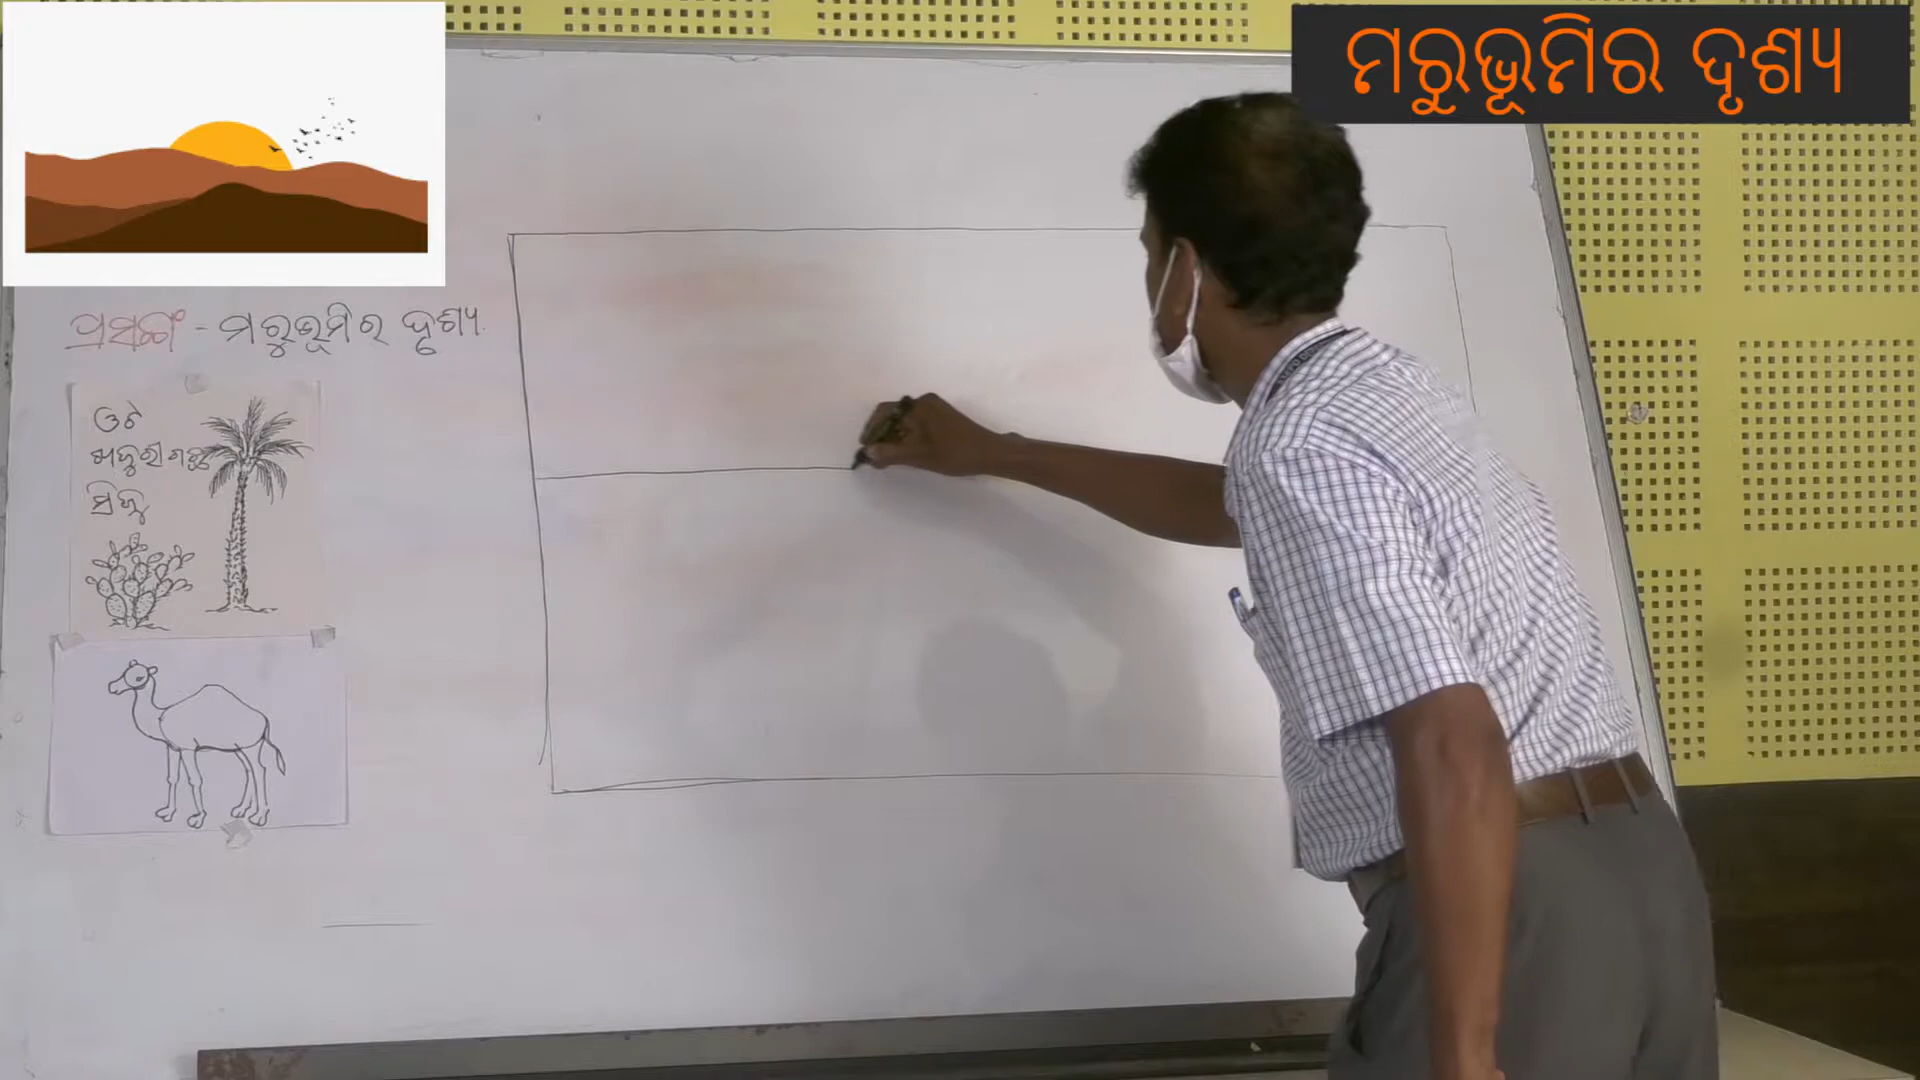 ମରୁଭୂମିର ଦୃଶ୍ୟ
ପ୍ରସଙ୍ଗ - ମରୁଭୂମିର ଦୃଶ୍ୟ
ଓଟ
ଖଜୁରୀ ଗଛ
ସିଜୁ